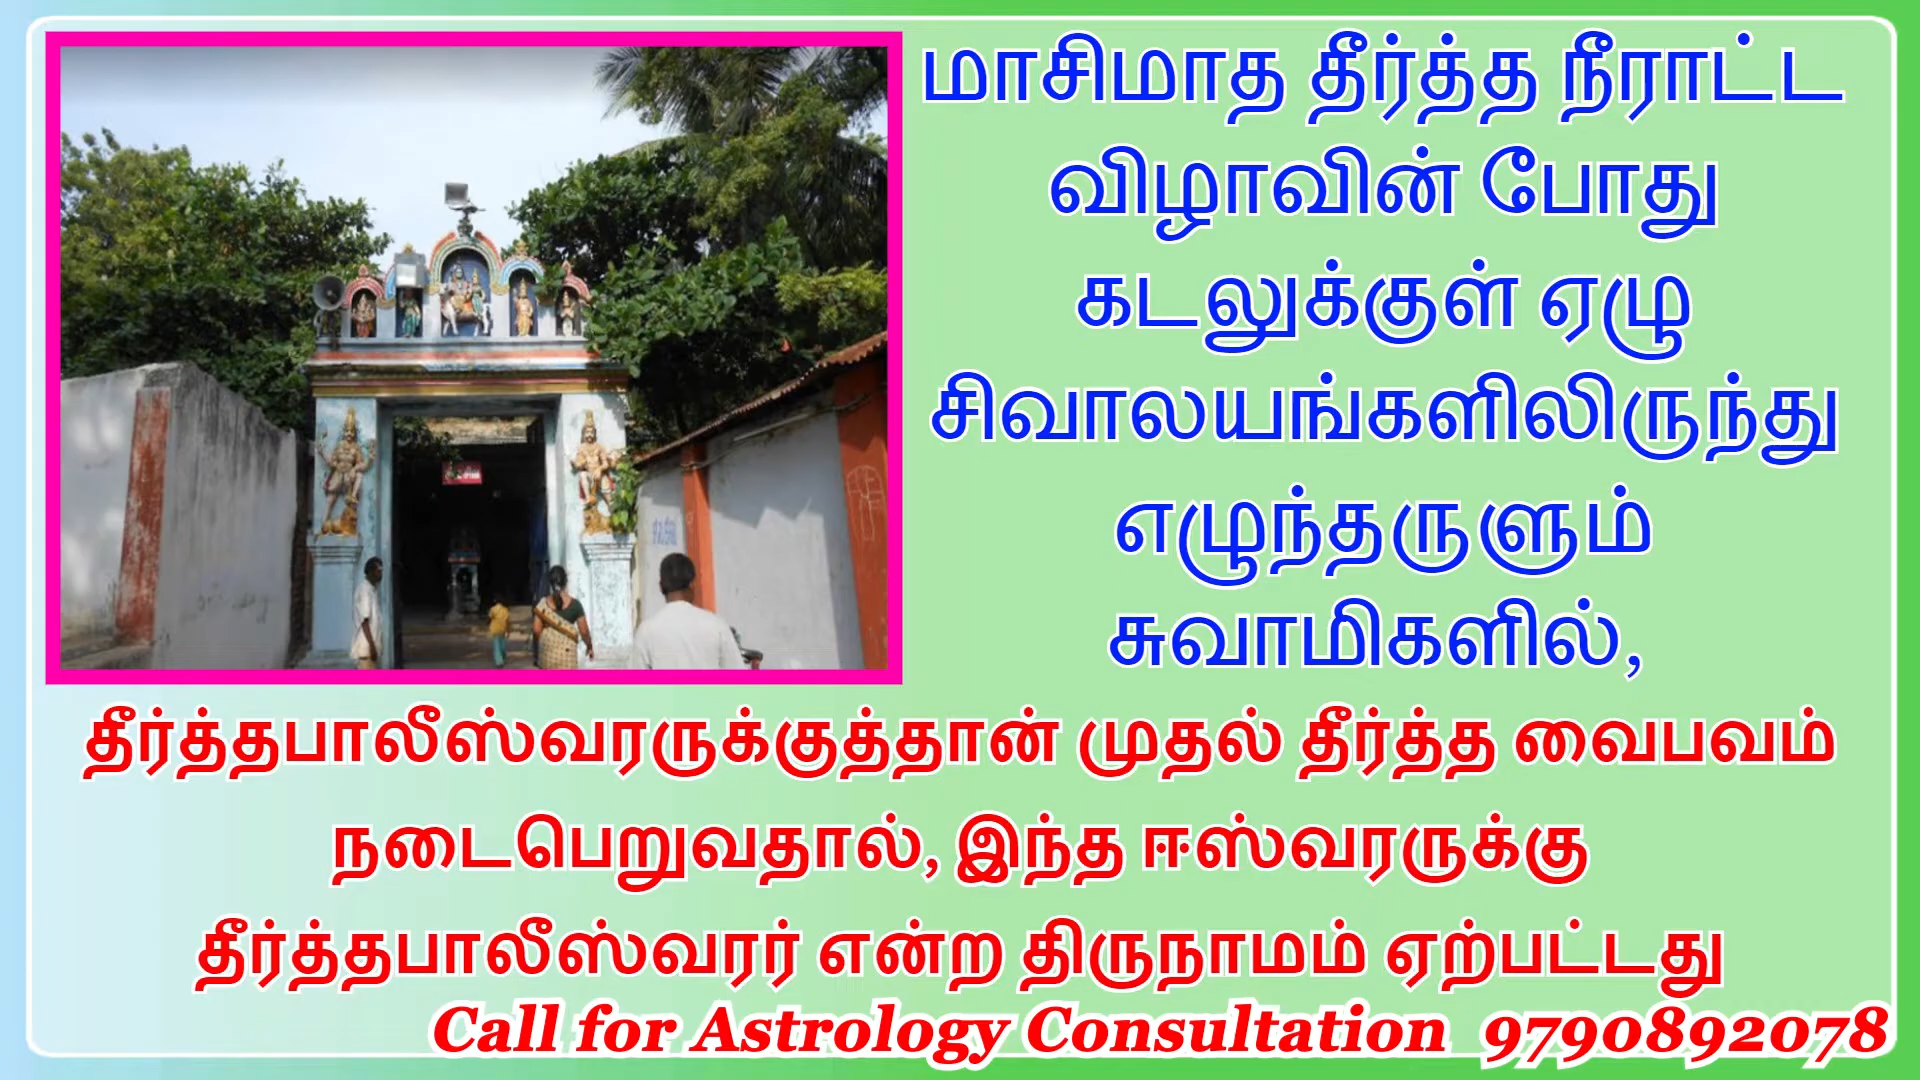 மாசிமாத தீர்த்த நீராட்ட
விழாவின் போது
கடலுக்குள் ஏழு
சிவாலயங்களிலிருந்து
எழுந்தருளும்
சுவாமிகளில்,
தீர்த்தபாலீஸ்வரருக்குத்தான் முதல் தீர்த்த வைபவம்
நடைபெறுவதால், இந்த ஈஸ்வரருக்கு
தீர்த்தபாலீஸ்வரர் என்ற திருநாமம் ஏற்பட்டது
Call for Astrology Consultation 9790892078